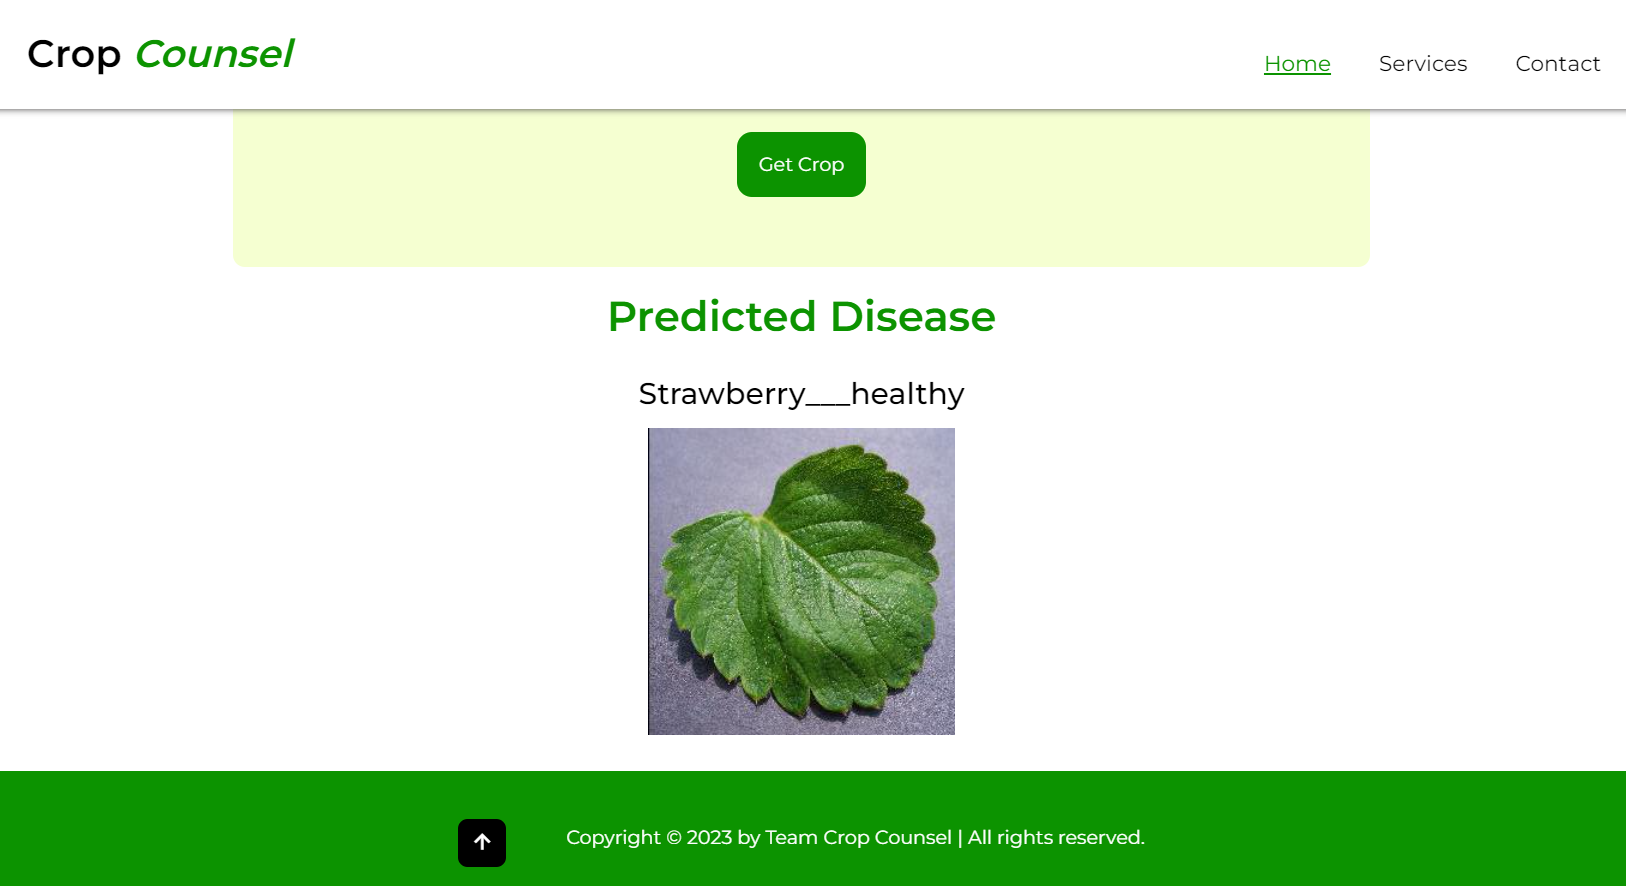 Crop Counsel
Home Services Contact
Get Crop
Predicted Disease
Strawberry___healthy
Copyright © 2023 by Team Crop Counsel | All rights reserved.